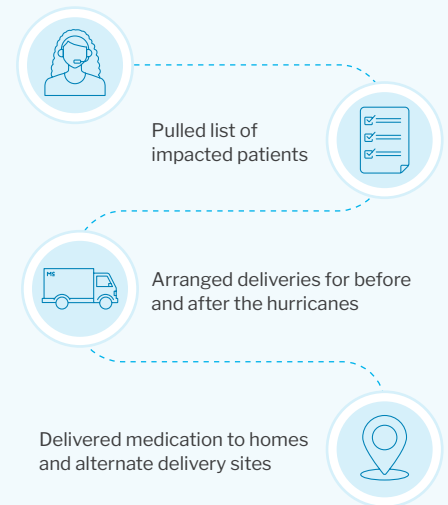 Pulled list of
impacted patients
MS
Arranged deliveries for before
and after the hurricanes
Delivered medication to homes
and alternate delivery sites